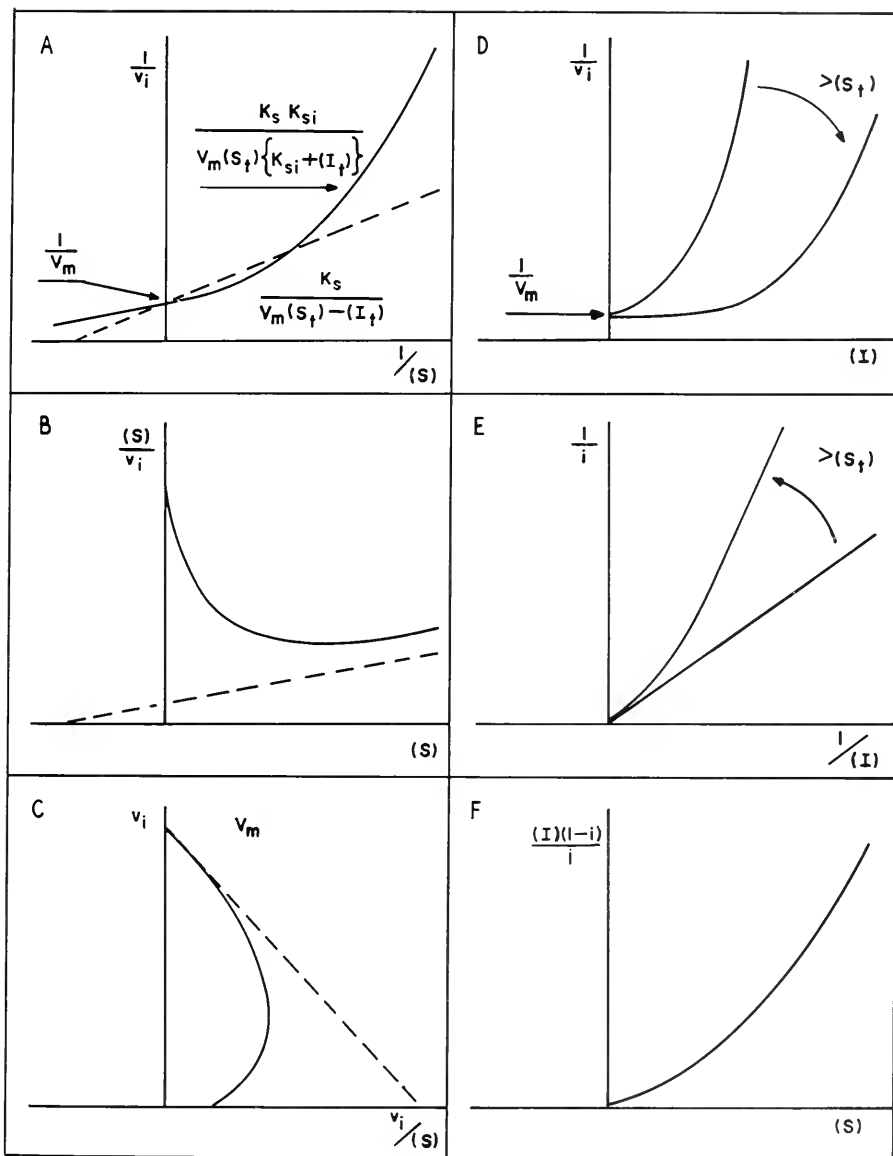 A
1/v_i
K_s K_si
V_m(S_t){K_si+(I_t)}
1/V_m
K_s
V_m(S_t)-(I_t)
1/(S)
B
(S)/v_i
(S)
C
v_i
V_m
v_i/(S)
D
1/v_i
>(S_t)
1/V_m
(I)
E
1/i
>(S_t)
1/(I)
F
(I)(1-i)/i
(S)